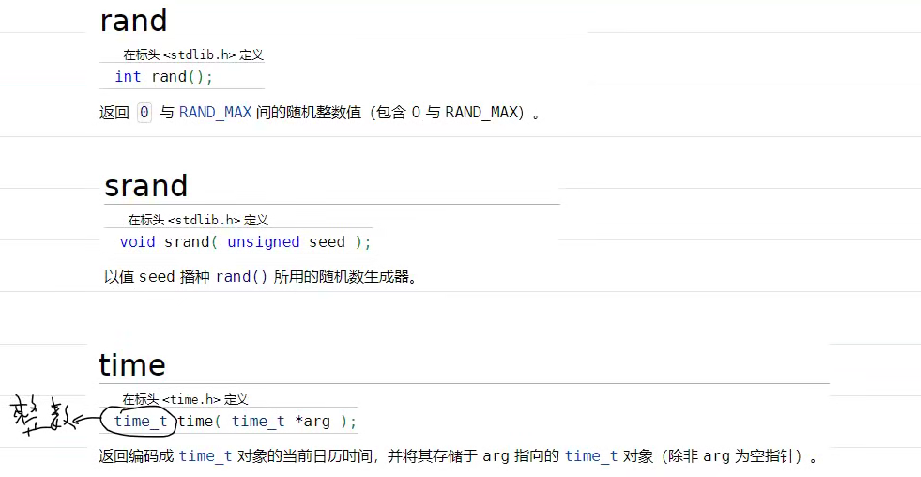 rand
在标头 <stdlib.h> 定义
int rand();
返回 0 与 RAND_MAX 间的随机整数值（包含 0 与 RAND_MAX）。
srand
在标头 <stdlib.h> 定义
void srand( unsigned seed );
以值 seed 播种 rand() 所用的随机数生成器。
time
在标头 <time.h> 定义
整数
time_t time( time_t *arg );
返回编码成 time_t 对象的当前日历时间，并将其存储于 arg 指向的 time_t 对象（除非 arg 为空指针）。